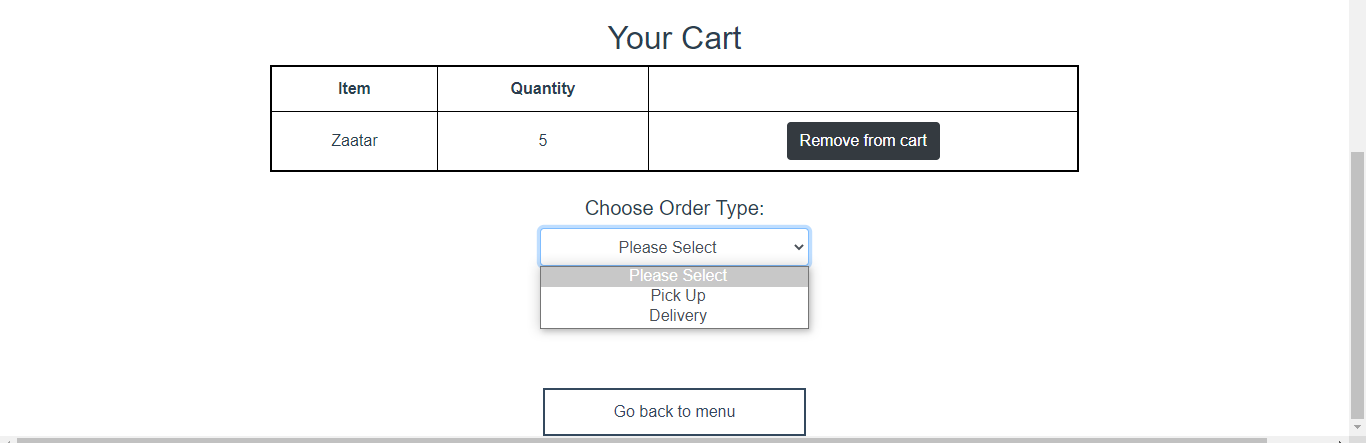 Your Cart
Item Quantity
Zaatar 5 Remove from cart
Choose Order Type:
Please Select
Please Select
Pick Up
Delivery
Go back to menu